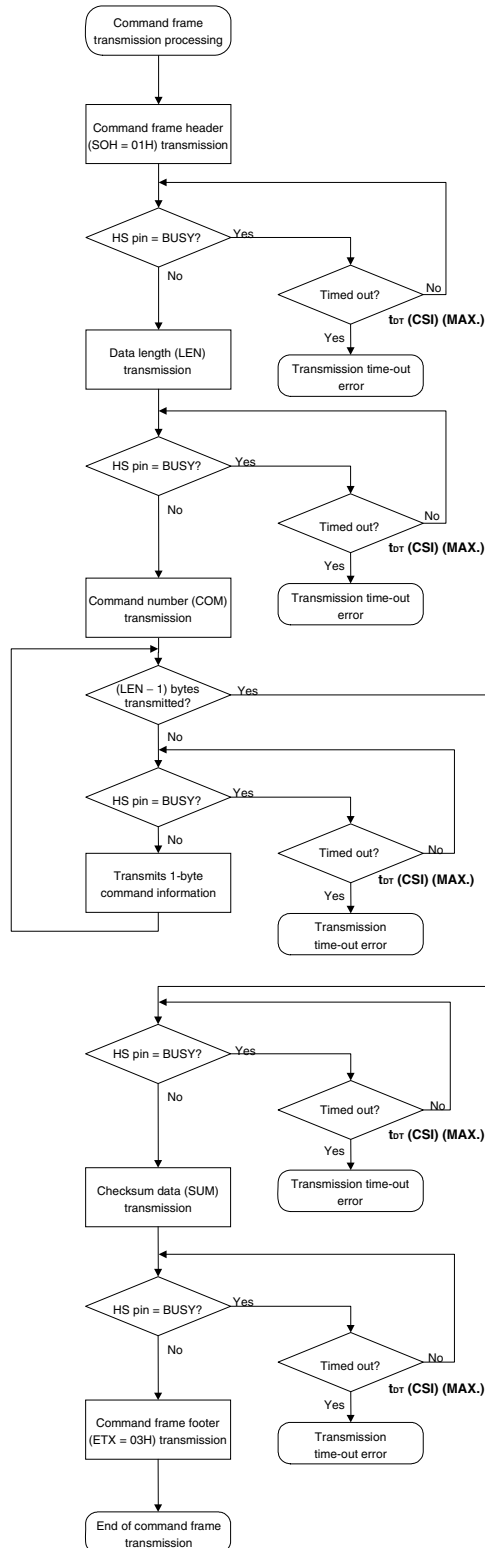 Command frame
transmission processing
Command frame header
(SOH = 01H) transmission
HS pin = BUSY?
Yes
No
Timed out?
No
tDT (CSI) (MAX.)
Yes
Transmission time-out
error
Data length (LEN)
transmission
HS pin = BUSY?
Yes
No
Timed out?
No
tDT (CSI) (MAX.)
Yes
Transmission time-out
error
Command number (COM)
transmission
(LEN − 1) bytes
transmitted?
Yes
No
HS pin = BUSY?
Yes
No
Timed out?
No
tDT (CSI) (MAX.)
Yes
Transmits 1-byte
command information
Transmission
time-out error
HS pin = BUSY?
Yes
No
Timed out?
No
tDT (CSI) (MAX.)
Yes
Transmission time-out
error
Checksum data (SUM)
transmission
HS pin = BUSY?
Yes
No
Timed out?
No
tDT (CSI) (MAX.)
Yes
Transmission
time-out error
Command frame footer
(ETX = 03H) transmission
End of command frame
transmission